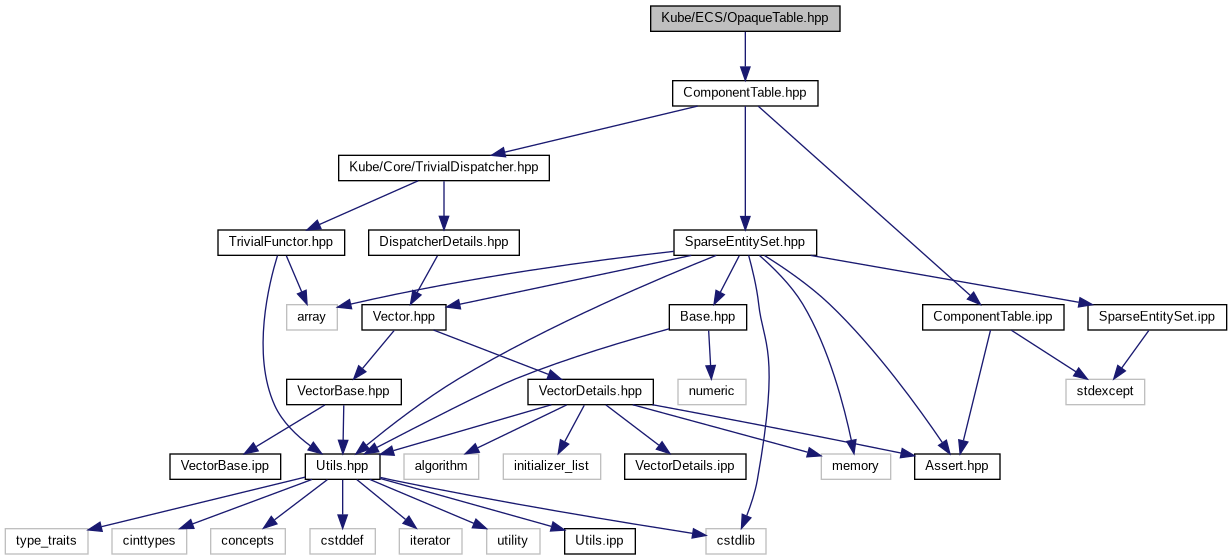 Kube/ECS/OpaqueTable.hpp
ComponentTable.hpp
Kube/Core/TrivialDispatcher.hpp
TrivialFunctor.hpp
DispatcherDetails.hpp
SparseEntitySet.hpp
array
Vector.hpp
Base.hpp
ComponentTable.ipp
SparseEntitySet.ipp
VectorBase.hpp
VectorDetails.hpp
numeric
stdexcept
VectorBase.ipp
Utils.hpp
algorithm
initializer_list
VectorDetails.ipp
memory
Assert.hpp
type_traits
cinttypes
concepts
cstddef
iterator
utility
Utils.ipp
cstdlib